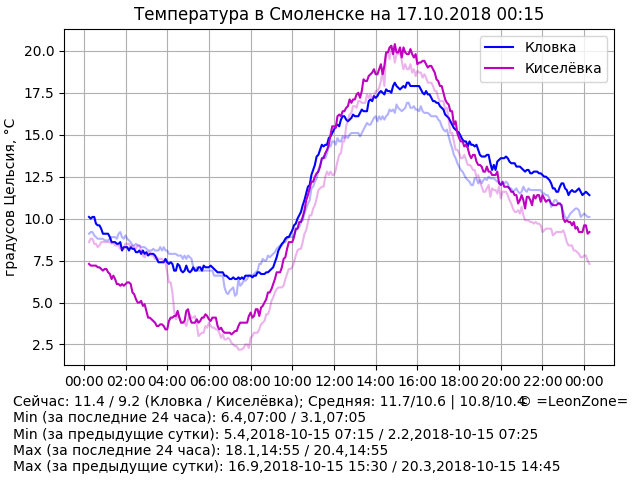 Температура в Смоленске на 17.10.2018 00:15
Кловка
Киселёвка
градусов Цельсия, °C
20.0
17.5
15.0
12.5
10.0
7.5
5.0
2.5
00:00 02:00 04:00 06:00 08:00 10:00 12:00 14:00 16:00 18:00 20:00 22:00 00:00
Сейчас: 11.4 / 9.2 (Кловка / Киселёвка); Средняя: 11.7/10.6 | 10.8/10.4 © =LeonZone=
Min (за последние 24 часа): 6.4,07:00 / 3.1,07:05
Min (за предыдущие сутки): 5.4,2018-10-15 07:15 / 2.2,2018-10-15 07:25
Max (за последние 24 часа): 18.1,14:55 / 20.4,14:55
Max (за предыдущие сутки): 16.9,2018-10-15 15:30 / 20.3,2018-10-15 14:45